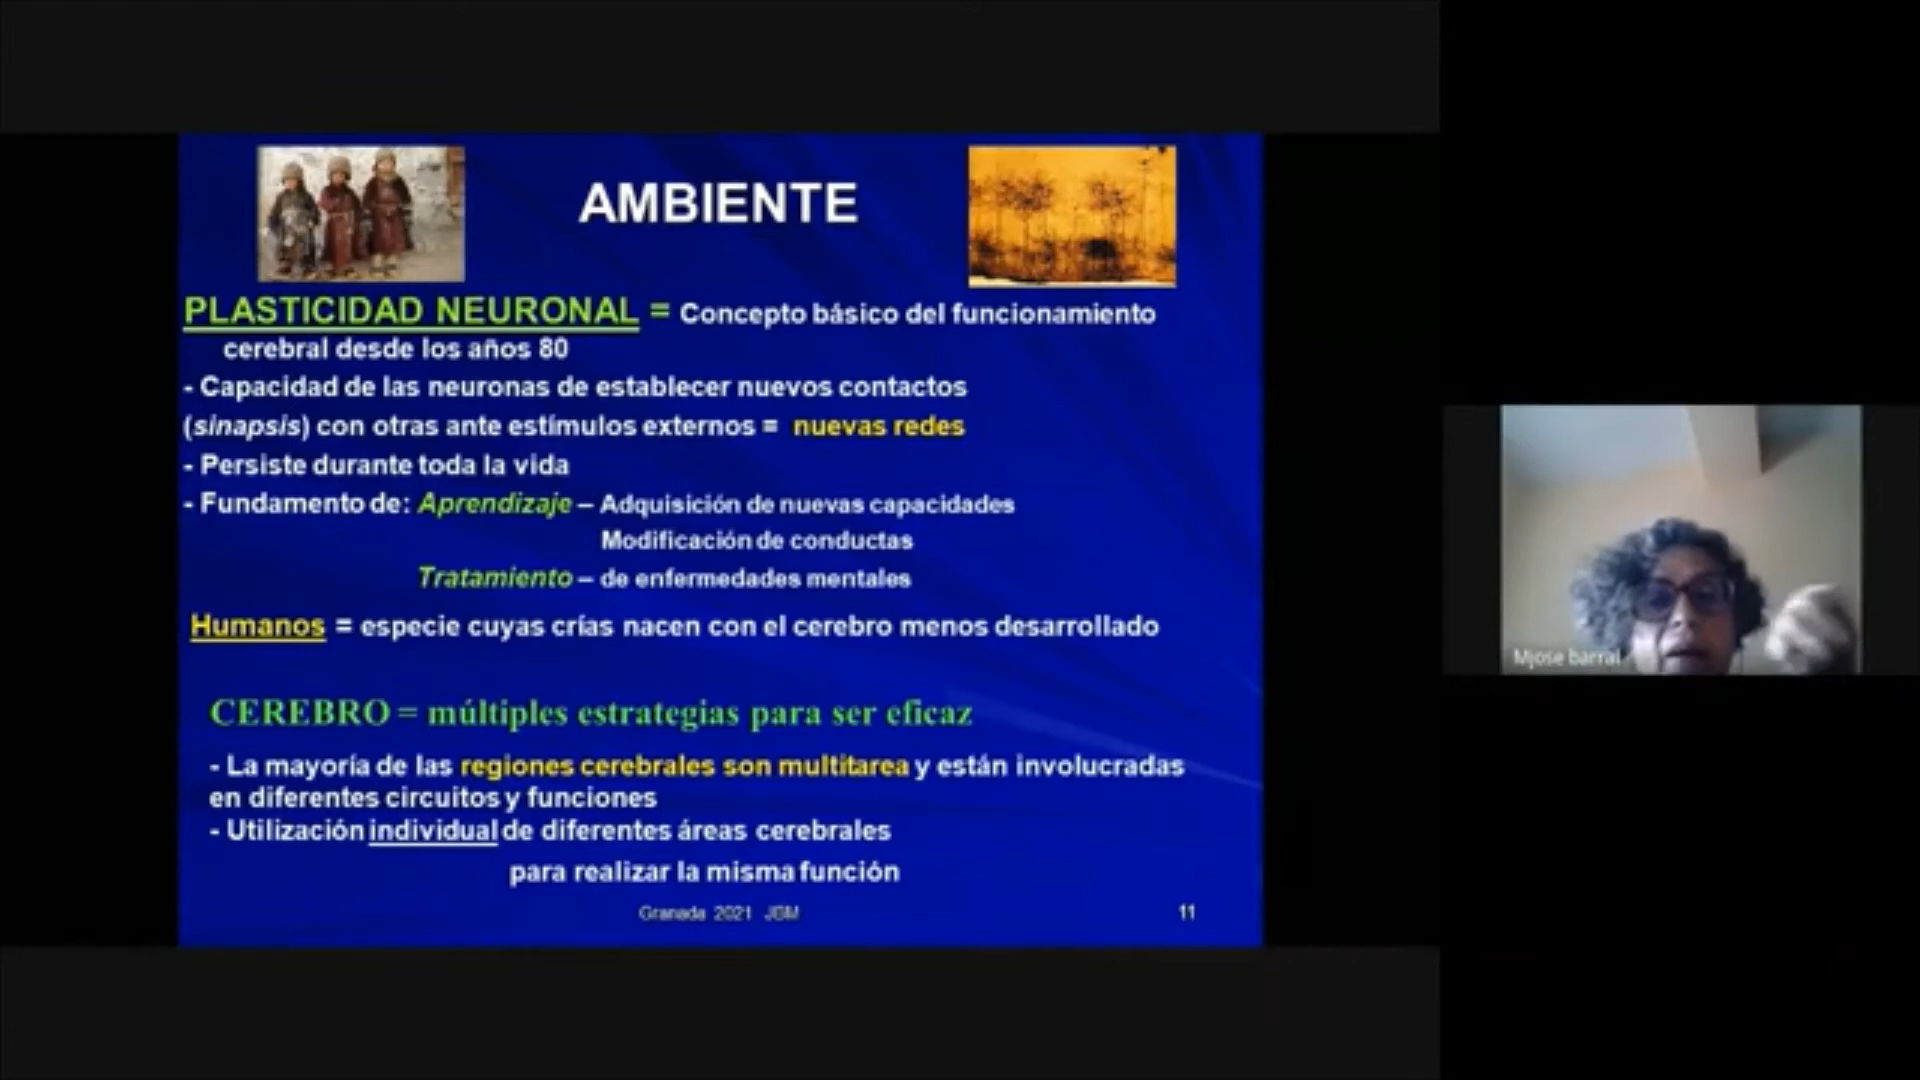 AMBIENTE
PLASTICIDAD NEURONAL = Concepto básico del funcionamiento
cerebral desde los años 80
- Capacidad de las neuronas de establecer nuevos contactos
(sinapsis) con otras ante estímulos externos = nuevas redes
- Persiste durante toda la vida
- Fundamento de: Aprendizaje – Adquisición de nuevas capacidades
Modificación de conductas
Tratamiento – de enfermedades mentales
Humanos = especie cuyas crías nacen con el cerebro menos desarrollado
CEREBRO = múltiples estrategias para ser eficaz
- La mayoría de las regiones cerebrales son multitarea y están involucradas
en diferentes circuitos y funciones
- Utilización individual de diferentes áreas cerebrales
para realizar la misma función
Granada 2021 JBM
11
Mjose barral